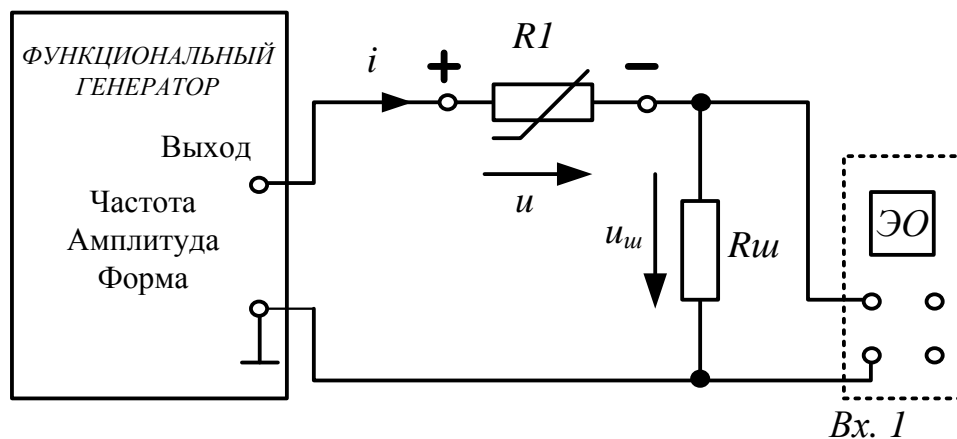 ФУНКЦИОНАЛЬНЫЙ
ГЕНЕРАТОР
Выход
Частота
Амплитуда
Форма
i
+
R1
−
u
uш
Rш
ЭО
Вх. 1